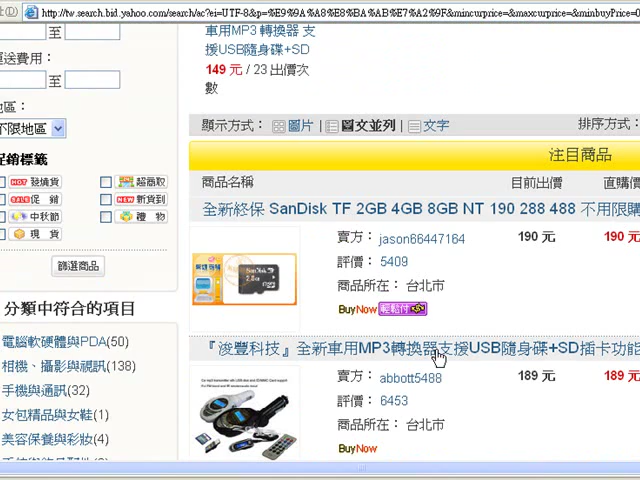 http://tw.search.bid.yahoo.com/search/ac?ei=UTF-8&p=%E9%9A%A8%E8%BA%AB%E7%A2%9F&mincurprice=&maxcurprice=&minbuyPrice=0
至
運送費用：
至
地區：
不限地區
促銷標籤
HOT 發燒貨
超商取
SALE 促 銷
NEW 新貨到
中秋節
禮 物
現 貨
篩選商品
分類中符合的項目
電腦軟硬體與PDA(50)
相機、攝影與視訊(138)
手機與通訊(32)
女包精品與女鞋(1)
美容保養與彩妝(4)
車用MP3 轉換器 支
援USB隨身碟+SD
149 元 / 23 出價次
數
顯示方式： 圖片 | 圖文並列 | 文字
排序方式：
注目商品
商品名稱
目前出價
直購價
全新終保 SanDisk TF 2GB 4GB 8GB NT 190 288 488 不用限購
賣方： jason66447164
190 元
190 元
評價： 5409
商品所在： 台北市
BuyNow 輕鬆付
『浚豐科技』全新車用MP3轉換器支援USB隨身碟+SD插卡功能
賣方： abbott5488
189 元
189 元
評價： 6453
商品所在： 台北市
BuyNow